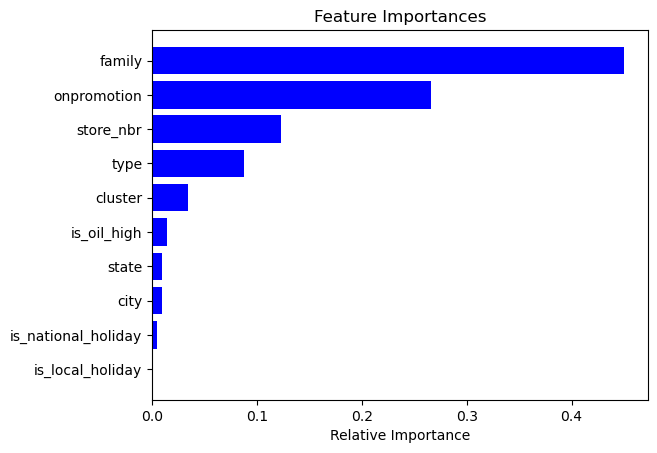 Feature Importances
family
onpromotion
store_nbr
type
cluster
is_oil_high
state
city
is_national_holiday
is_local_holiday
0.0 0.1 0.2 0.3 0.4
Relative Importance